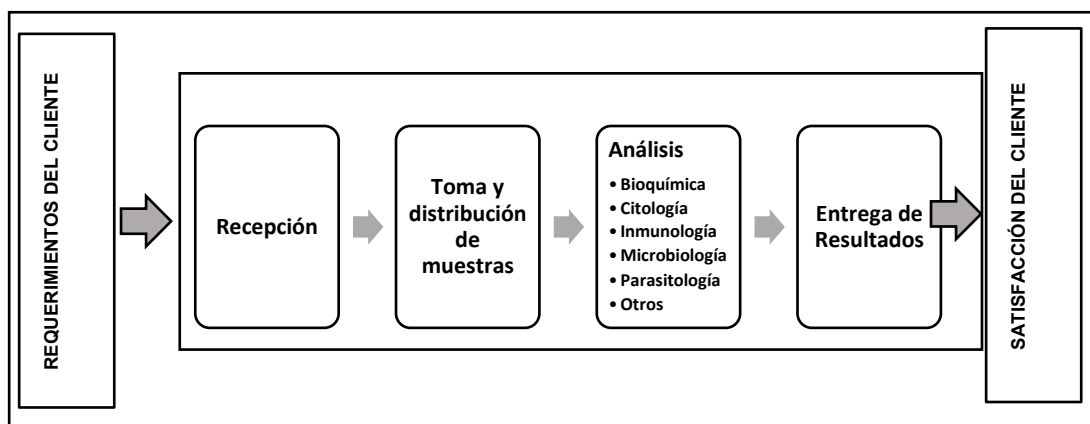 REQUERIMIENTOS DEL CLIENTE
Recepción
Toma y
distribución
de
muestras
Análisis
• Bioquímica
• Citología
• Inmunología
• Microbiología
• Parasitología
• Otros
Entrega de
Resultados
SATISFACCIÓN DEL CLIENTE